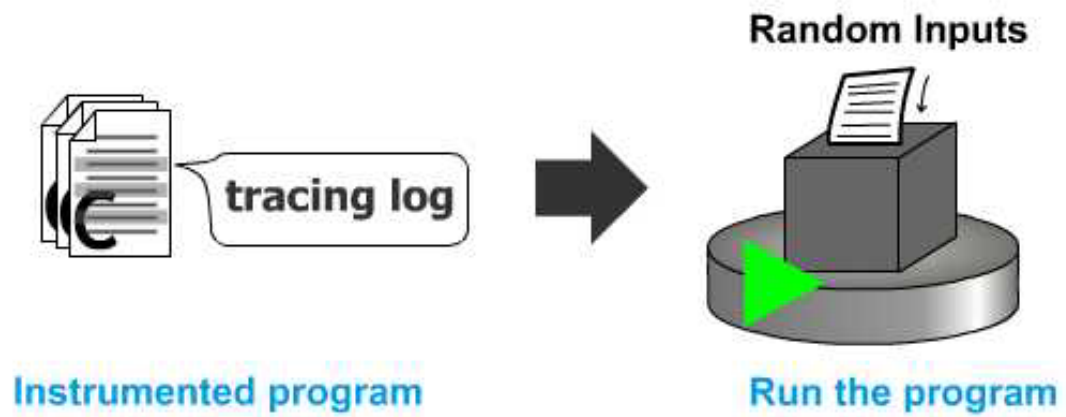 Random Inputs
C
tracing log
Instrumented program
Run the program